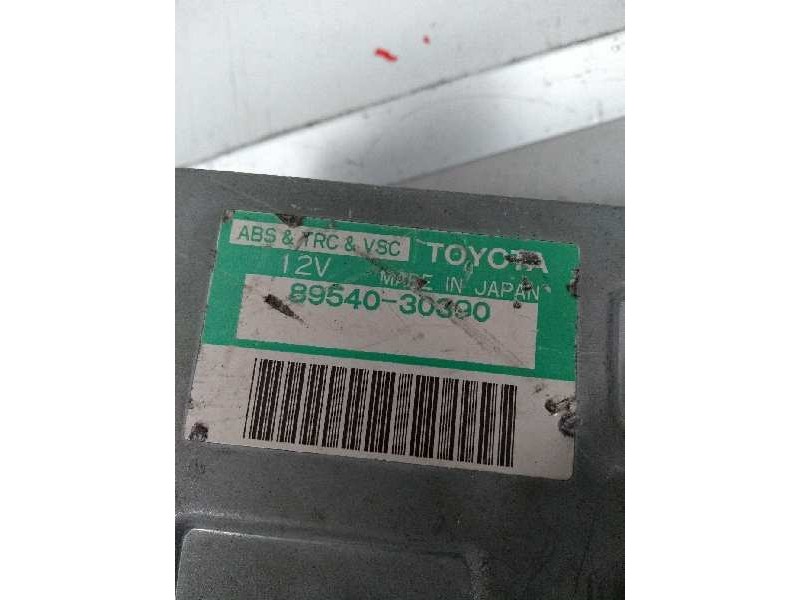 ABS & TRC & VSC TOYOTA
12V MADE IN JAPAN
89540-30390